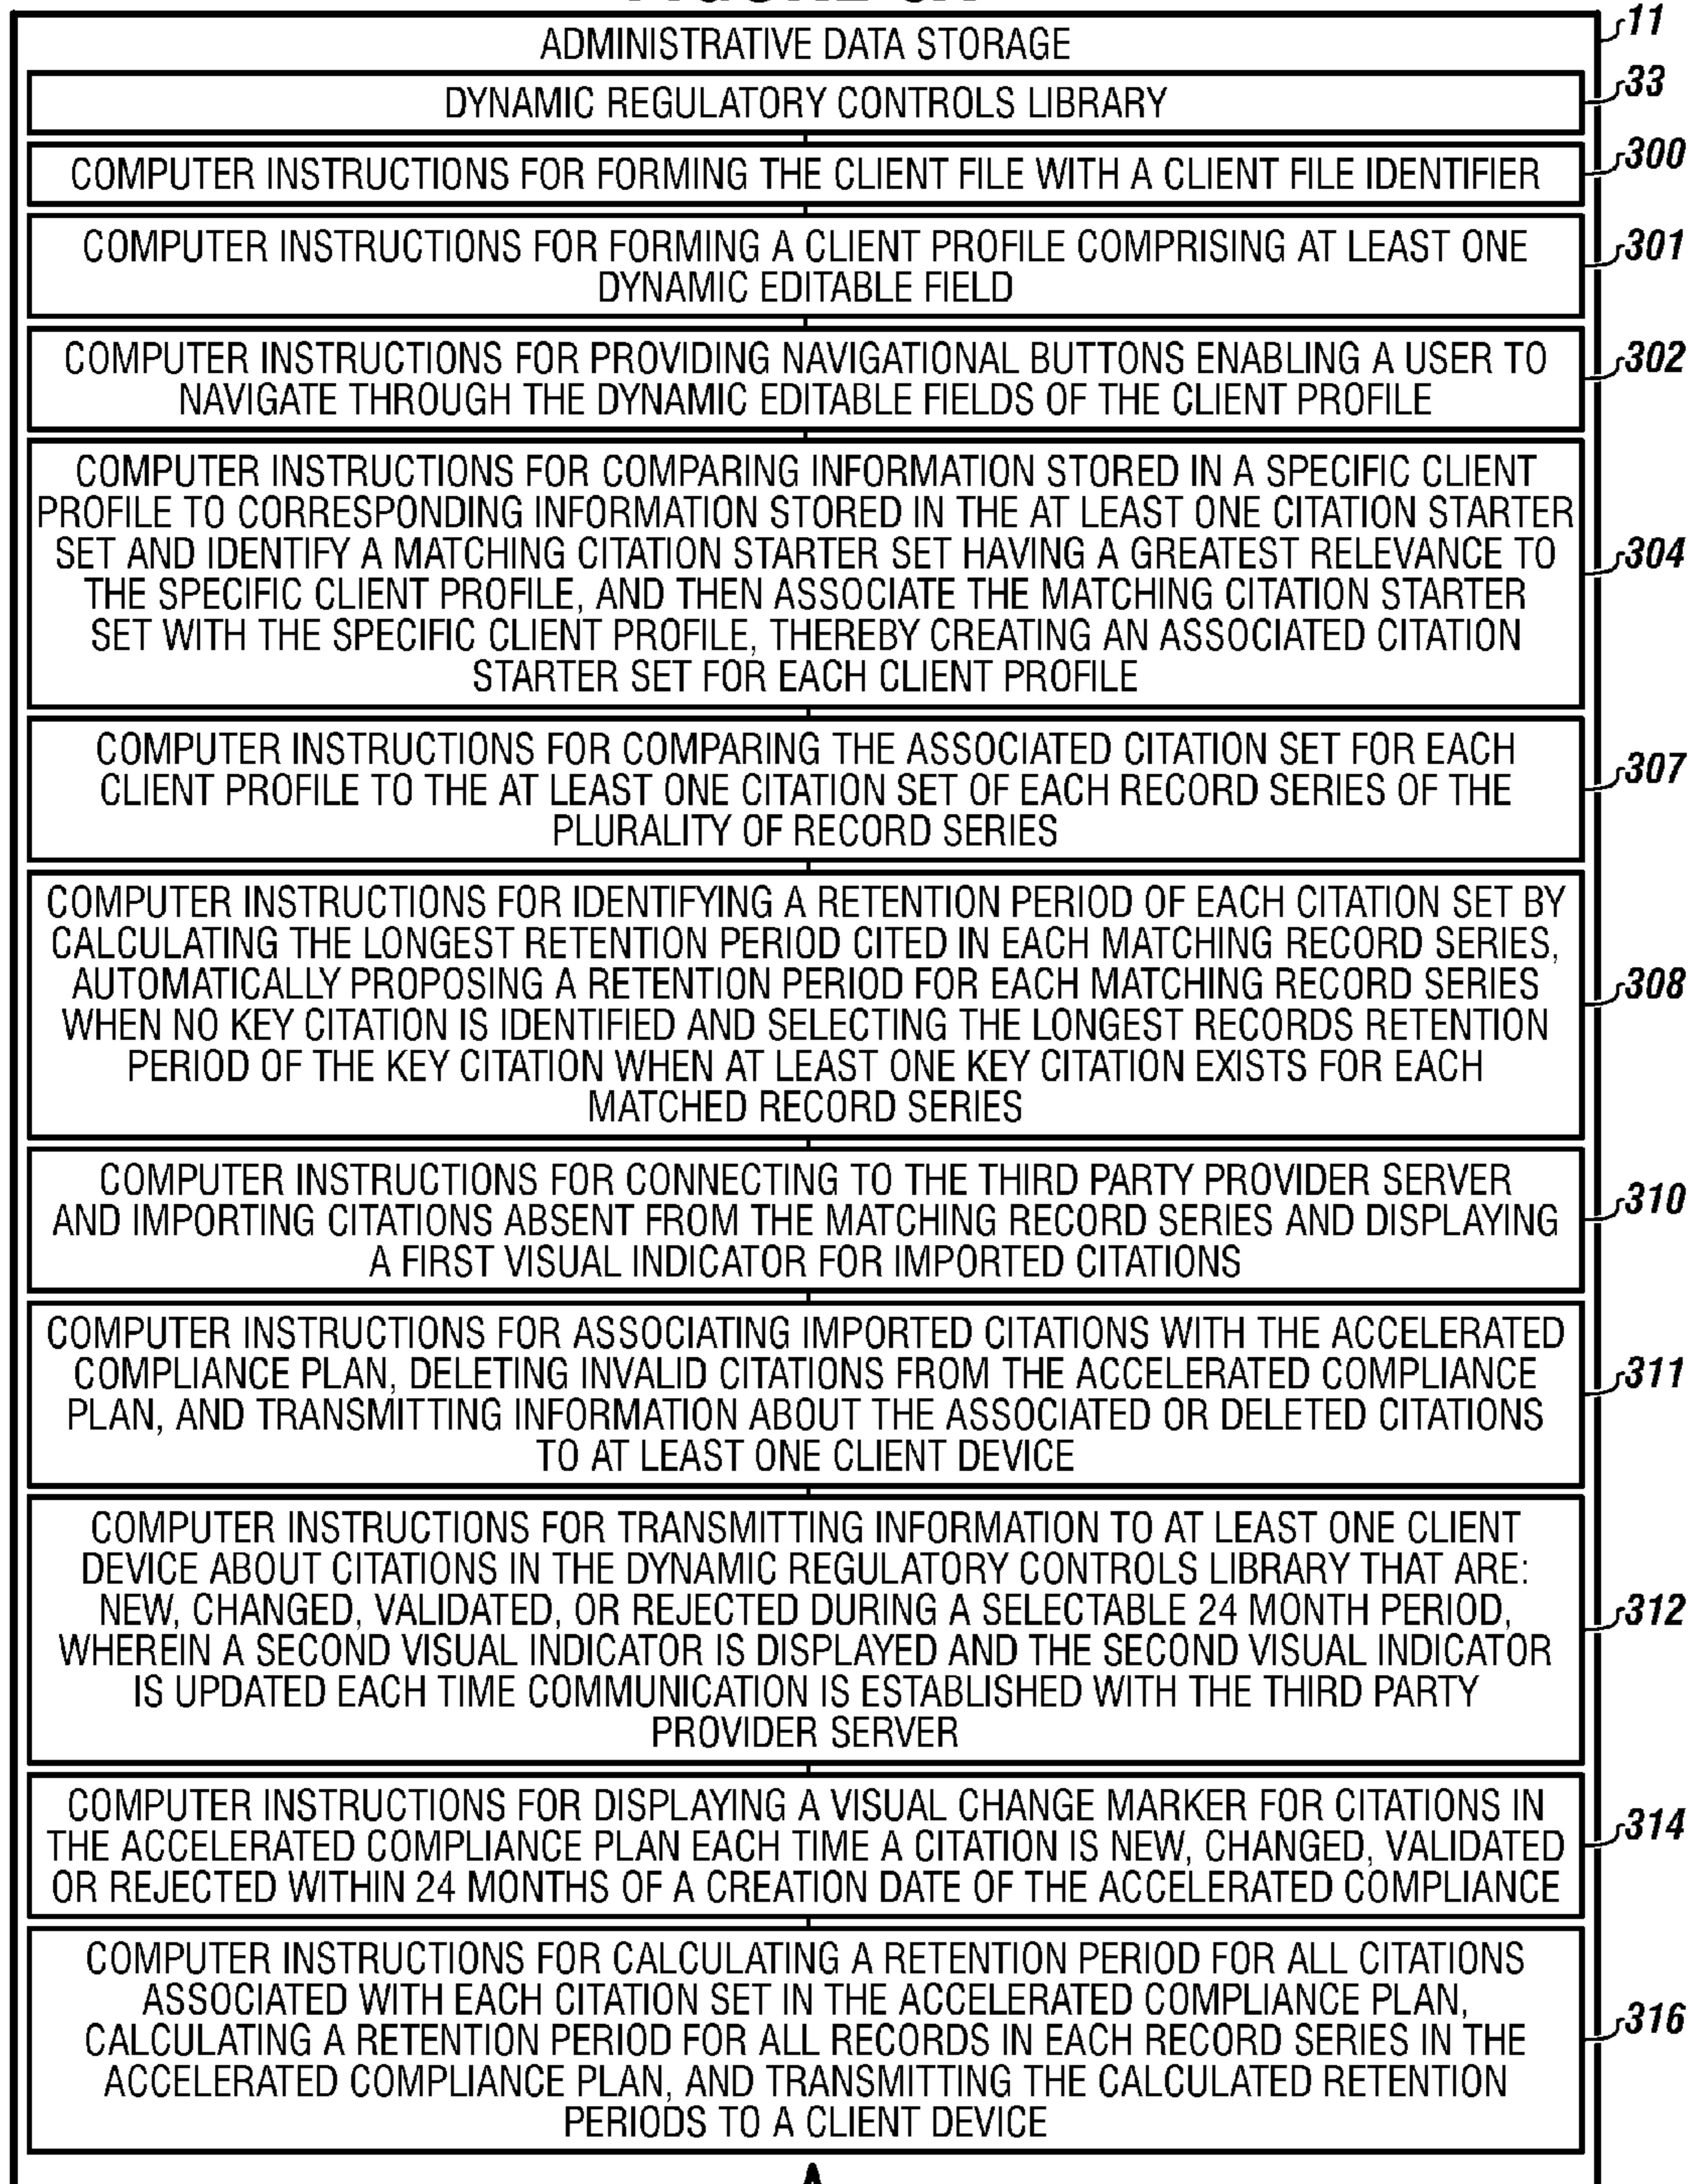 ADMINISTRATIVE DATA STORAGE
11
DYNAMIC REGULATORY CONTROLS LIBRARY
33
COMPUTER INSTRUCTIONS FOR FORMING THE CLIENT FILE WITH A CLIENT FILE IDENTIFIER
300
COMPUTER INSTRUCTIONS FOR FORMING A CLIENT PROFILE COMPRISING AT LEAST ONE
DYNAMIC EDITABLE FIELD
301
COMPUTER INSTRUCTIONS FOR PROVIDING NAVIGATIONAL BUTTONS ENABLING A USER TO
NAVIGATE THROUGH THE DYNAMIC EDITABLE FIELDS OF THE CLIENT PROFILE
302
COMPUTER INSTRUCTIONS FOR COMPARING INFORMATION STORED IN A SPECIFIC CLIENT
PROFILE TO CORRESPONDING INFORMATION STORED IN THE AT LEAST ONE CITATION STARTER
SET AND IDENTIFY A MATCHING CITATION STARTER SET HAVING A GREATEST RELEVANCE TO
THE SPECIFIC CLIENT PROFILE, AND THEN ASSOCIATE THE MATCHING CITATION STARTER
SET WITH THE SPECIFIC CLIENT PROFILE, THEREBY CREATING AN ASSOCIATED CITATION
STARTER SET FOR EACH CLIENT PROFILE
304
COMPUTER INSTRUCTIONS FOR COMPARING THE ASSOCIATED CITATION SET FOR EACH
CLIENT PROFILE TO THE AT LEAST ONE CITATION SET OF EACH RECORD SERIES OF THE
PLURALITY OF RECORD SERIES
307
COMPUTER INSTRUCTIONS FOR IDENTIFYING A RETENTION PERIOD OF EACH CITATION SET BY
CALCULATING THE LONGEST RETENTION PERIOD CITED IN EACH MATCHING RECORD SERIES,
AUTOMATICALLY PROPOSING A RETENTION PERIOD FOR EACH MATCHING RECORD SERIES
WHEN NO KEY CITATION IS IDENTIFIED AND SELECTING THE LONGEST RECORDS RETENTION
PERIOD OF THE KEY CITATION WHEN AT LEAST ONE KEY CITATION EXISTS FOR EACH
MATCHED RECORD SERIES
308
COMPUTER INSTRUCTIONS FOR CONNECTING TO THE THIRD PARTY PROVIDER SERVER
AND IMPORTING CITATIONS ABSENT FROM THE MATCHING RECORD SERIES AND DISPLAYING
A FIRST VISUAL INDICATOR FOR IMPORTED CITATIONS
310
COMPUTER INSTRUCTIONS FOR ASSOCIATING IMPORTED CITATIONS WITH THE ACCELERATED
COMPLIANCE PLAN, DELETING INVALID CITATIONS FROM THE ACCELERATED COMPLIANCE
PLAN, AND TRANSMITTING INFORMATION ABOUT THE ASSOCIATED OR DELETED CITATIONS
TO AT LEAST ONE CLIENT DEVICE
311
COMPUTER INSTRUCTIONS FOR TRANSMITTING INFORMATION TO AT LEAST ONE CLIENT
DEVICE ABOUT CITATIONS IN THE DYNAMIC REGULATORY CONTROLS LIBRARY THAT ARE:
NEW, CHANGED, VALIDATED, OR REJECTED DURING A SELECTABLE 24 MONTH PERIOD,
WHEREIN A SECOND VISUAL INDICATOR IS DISPLAYED AND THE SECOND VISUAL INDICATOR
IS UPDATED EACH TIME COMMUNICATION IS ESTABLISHED WITH THE THIRD PARTY
PROVIDER SERVER
312
COMPUTER INSTRUCTIONS FOR DISPLAYING A VISUAL CHANGE MARKER FOR CITATIONS IN
THE ACCELERATED COMPLIANCE PLAN EACH TIME A CITATION IS NEW, CHANGED, VALIDATED
OR REJECTED WITHIN 24 MONTHS OF A CREATION DATE OF THE ACCELERATED COMPLIANCE
314
COMPUTER INSTRUCTIONS FOR CALCULATING A RETENTION PERIOD FOR ALL CITATIONS
ASSOCIATED WITH EACH CITATION SET IN THE ACCELERATED COMPLIANCE PLAN,
CALCULATING A RETENTION PERIOD FOR ALL RECORDS IN EACH RECORD SERIES IN THE
ACCELERATED COMPLIANCE PLAN, AND TRANSMITTING THE CALCULATED RETENTION
PERIODS TO A CLIENT DEVICE
316